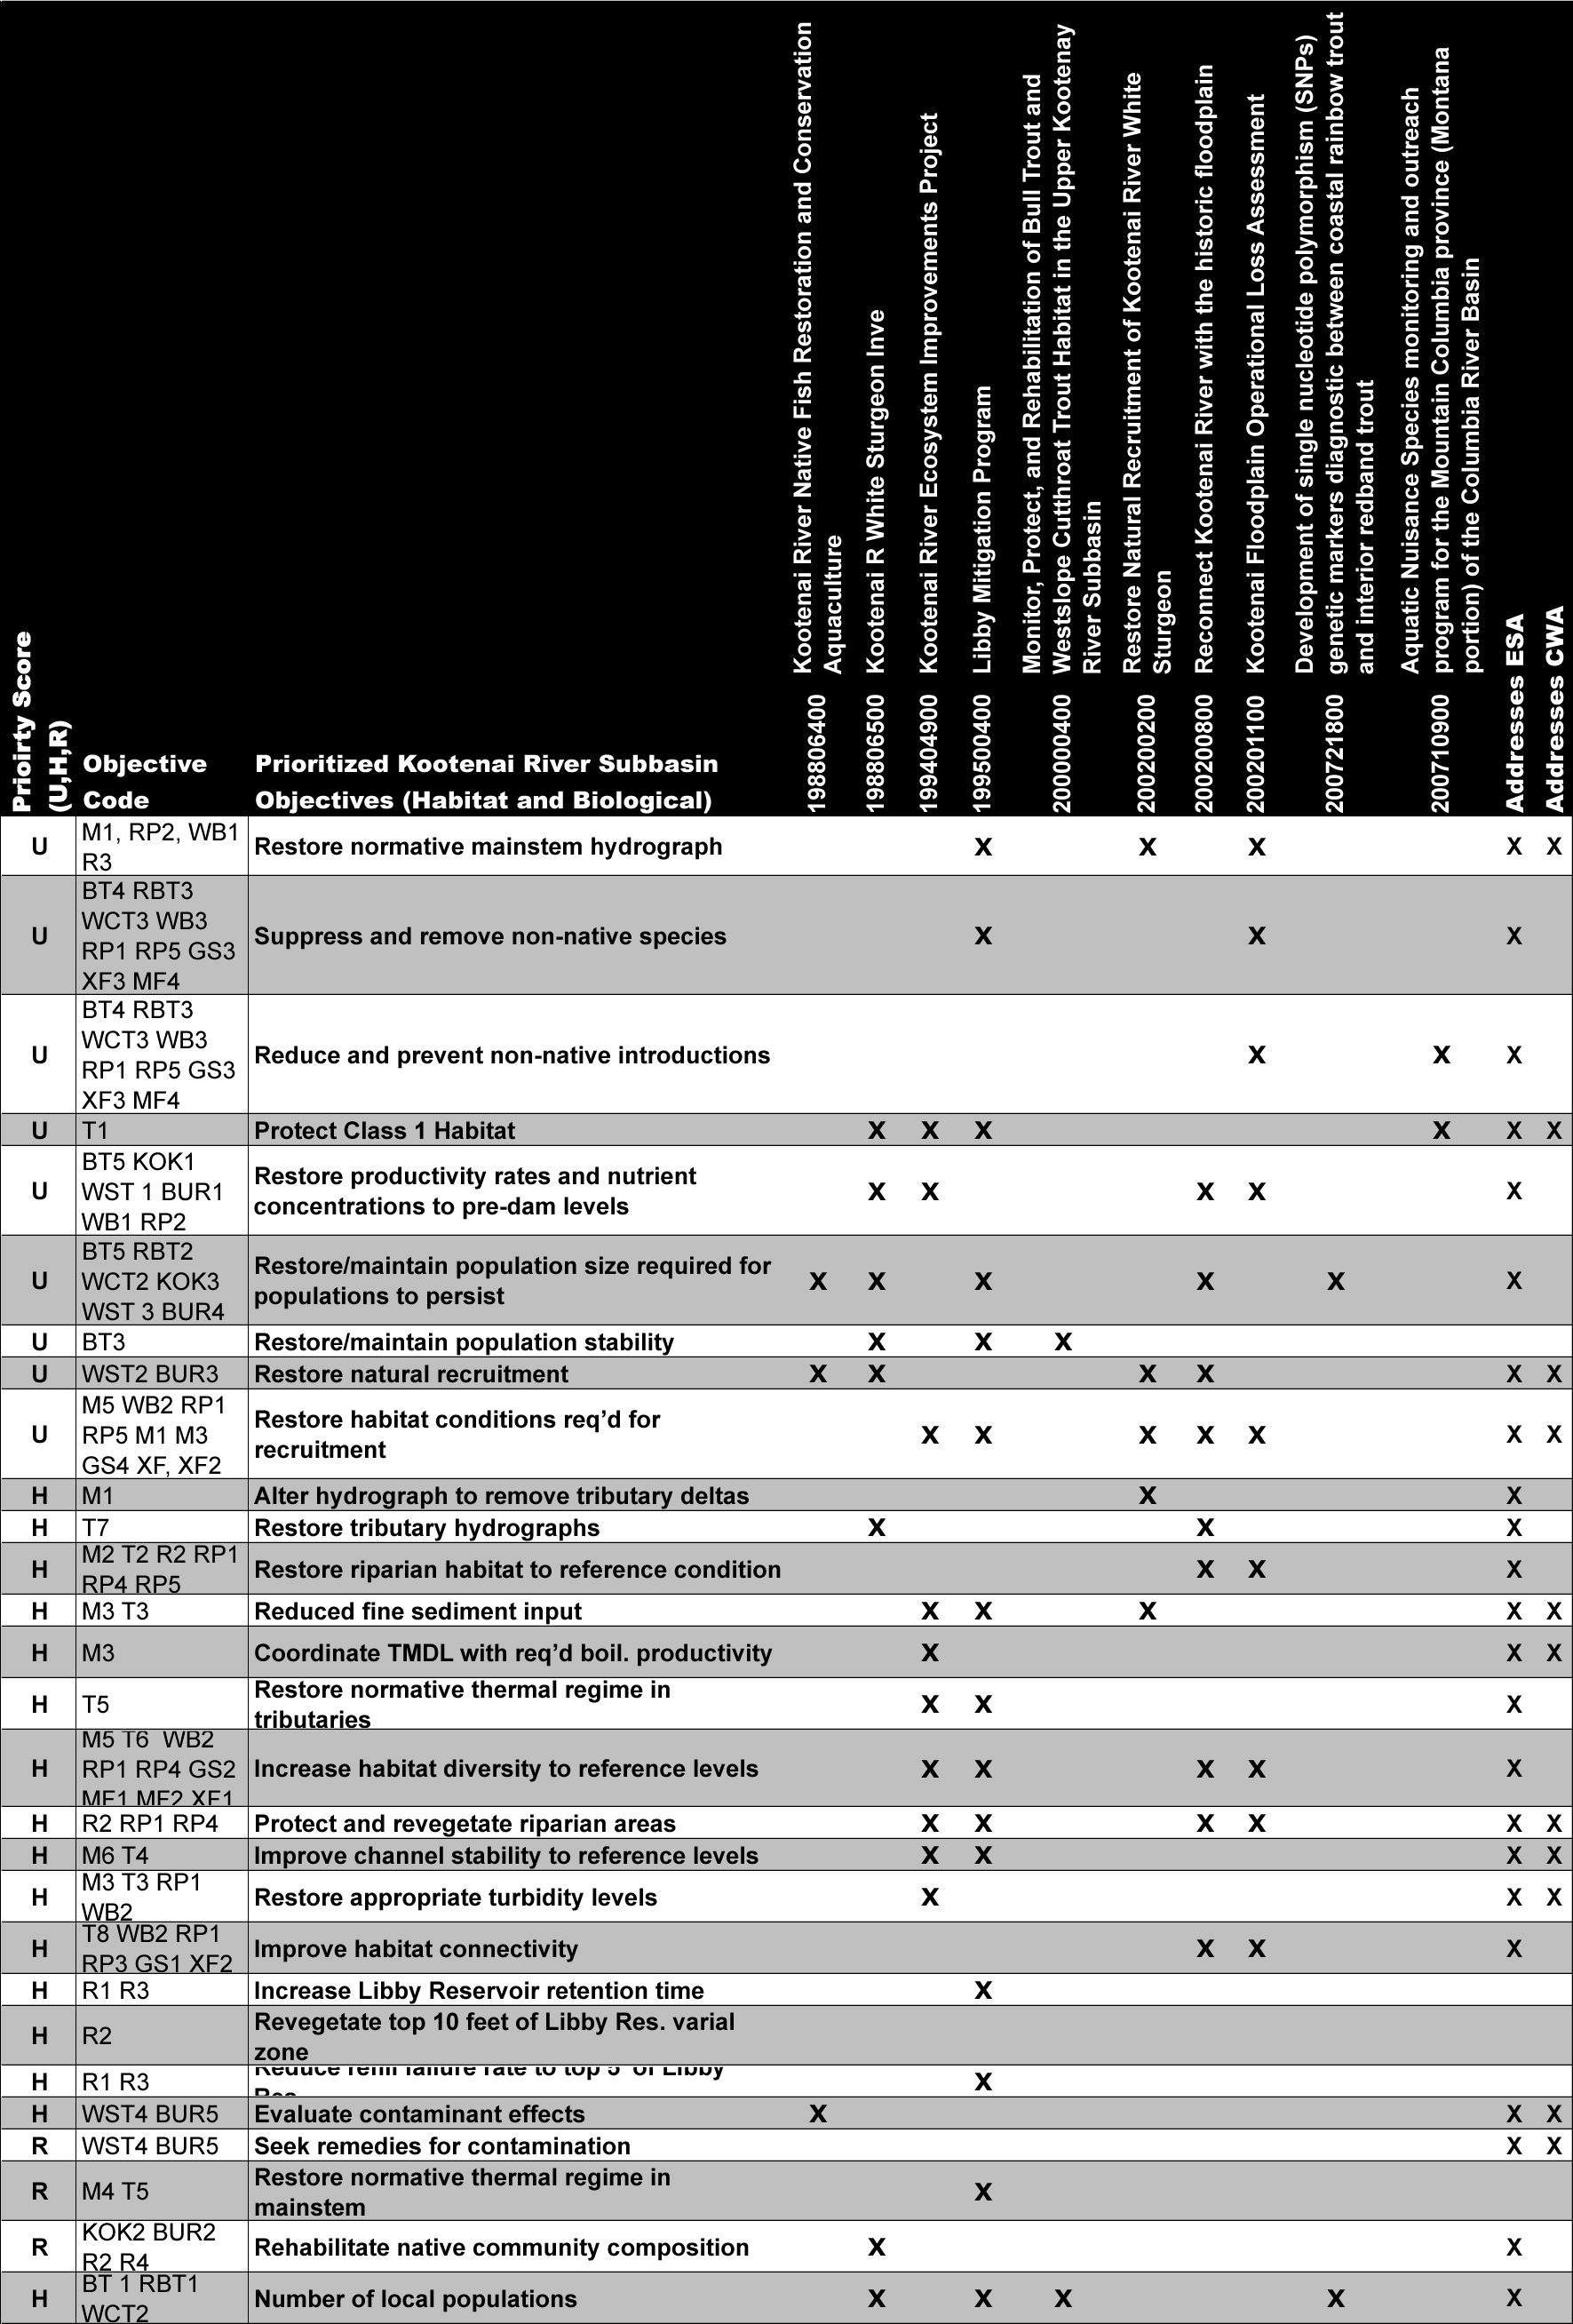 Prioirty Score
(U,H,R)
Objective
Code
Prioritized Kootenai River Subbasin
Objectives (Habitat and Biological)
198806400
Kootenai River Native Fish Restoration and Conservation
Aquaculture
198806500
Kootenai R White Sturgeon Inve
199404900
Kootenai River Ecosystem Improvements Project
199500400
Libby Mitigation Program
200000400
Monitor, Protect, and Rehabilitation of Bull Trout and
Westslope Cutthroat Trout Habitat in the Upper Kootenay
River Subbasin
200200200
Restore Natural Recruitment of Kootenai River White
Sturgeon
200200800
Reconnect Kootenai River with the historic floodplain
200201100
Kootenai Floodplain Operational Loss Assessment
200721800
Development of single nucleotide polymorphism (SNPs)
genetic markers diagnostic between coastal rainbow trout
and interior redband trout
200710900
Aquatic Nuisance Species monitoring and outreach
program for the Mountain Columbia province (Montana
portion) of the Columbia River Basin
Addresses ESA
Addresses CWA
U
M1, RP2, WB1
R3
Restore normative mainstem hydrograph
X X X X X
U
BT4 RBT3
WCT3 WB3
RP1 RP5 GS3
XF3 MF4
Suppress and remove non-native species
X X X
U
BT4 RBT3
WCT3 WB3
RP1 RP5 GS3
XF3 MF4
Reduce and prevent non-native introductions
X X X
U T1 Protect Class 1 Habitat X X X X X X
U
BT5 KOK1
WST 1 BUR1
WB1 RP2
Restore productivity rates and nutrient
concentrations to pre-dam levels
X X X X X
U
BT5 RBT2
WCT2 KOK3
WST 3 BUR4
Restore/maintain population size required for
populations to persist
X X X X X X
U BT3 Restore/maintain population stability X X X
U WST2 BUR3 Restore natural recruitment X X X X X X
U
M5 WB2 RP1
RP5 M1 M3
GS4 XF, XF2
Restore habitat conditions req’d for
recruitment
X X X X X X X
H M1 Alter hydrograph to remove tributary deltas X X
H T7 Restore tributary hydrographs X X X
H
M2 T2 R2 RP1
RP4 RP5
Restore riparian habitat to reference condition
X X X
H M3 T3 Reduced fine sediment input X X X X X
H M3 Coordinate TMDL with req’d boil. productivity X X X
H T5
Restore normative thermal regime in
tributaries
X X X
H
M5 T6 WB2
RP1 RP4 GS2
MF1 MF2 XF1
Increase habitat diversity to reference levels
X X X X X
H R2 RP1 RP4 Protect and revegetate riparian areas X X X X X X
H M6 T4 Improve channel stability to reference levels X X X X
H
M3 T3 RP1
WB2
Restore appropriate turbidity levels
X X X
H
T8 WB2 RP1
RP3 GS1 XF2
Improve habitat connectivity
X X X
H R1 R3 Increase Libby Reservoir retention time X
H R2
Revegetate top 10 feet of Libby Res. varial
zone
H R1 R3
Reduce refill failure rate to top 5' of Libby
Res
X
H WST4 BUR5 Evaluate contaminant effects X X X
R WST4 BUR5 Seek remedies for contamination X X
R M4 T5
Restore normative thermal regime in
mainstem
X
R
KOK2 BUR2
R2 R4
Rehabilitate native community composition
X X
H
BT 1 RBT1
WCT2
Number of local populations
X X X X X